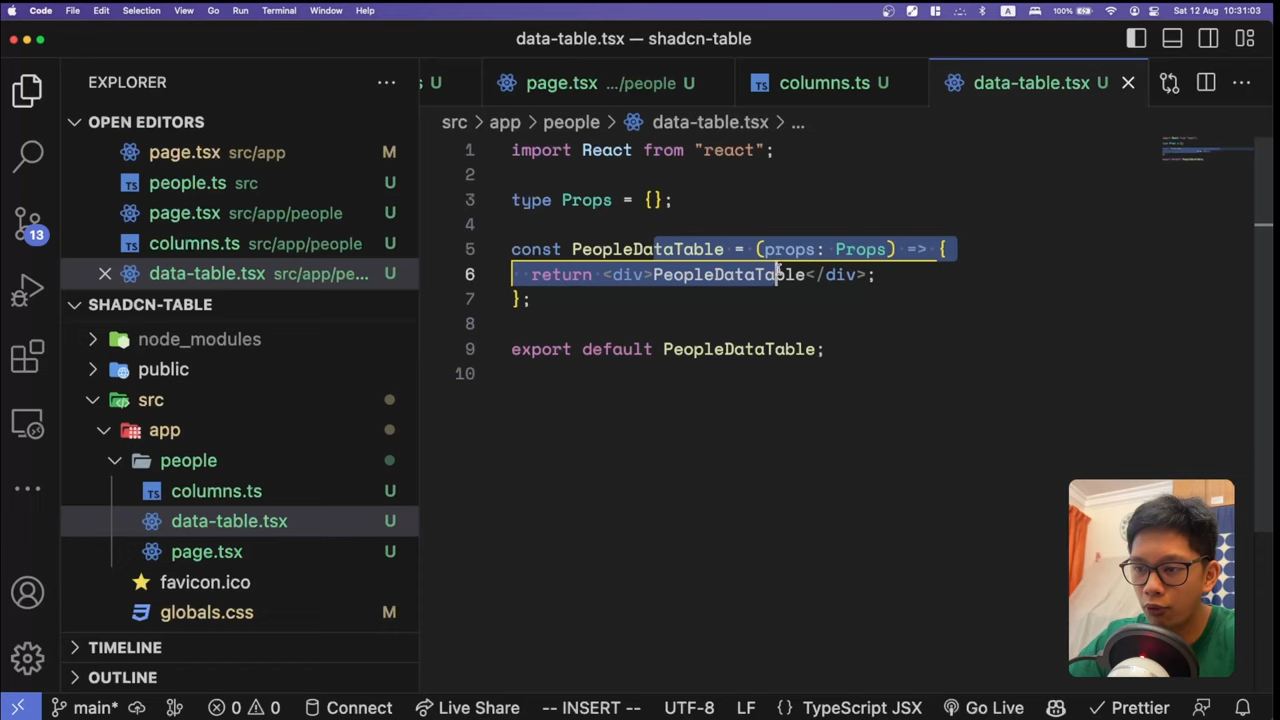 Code File Edit Selection View Go Run Terminal Window Help A 100% Sat 12 Aug 10:31:03
data-table.tsx — shadcn-table
EXPLORER
s U page.tsx .../people U columns.ts U data-table.tsx U
OPEN EDITORS
page.tsx src/app M
people.ts src U
page.tsx src/app/people U
columns.ts src/app/people U
data-table.tsx src/app/pe... U
SHADCN-TABLE
node_modules
public
src
app
people
columns.ts U
data-table.tsx U
page.tsx U
favicon.ico
globals.css M
TIMELINE
OUTLINE
13
src > app > people > data-table.tsx > ...
1 import React from "react";
2
3 type Props = {};
4
5 const PeopleDataTable = (props: Props) => {
6 return <div>PeopleDataTable</div>;
7 };
8
9 export default PeopleDataTable;
10
main* 0 0 Connect Live Share -- INSERT -- UTF-8 LF {} TypeScript JSX Go Live Prettier